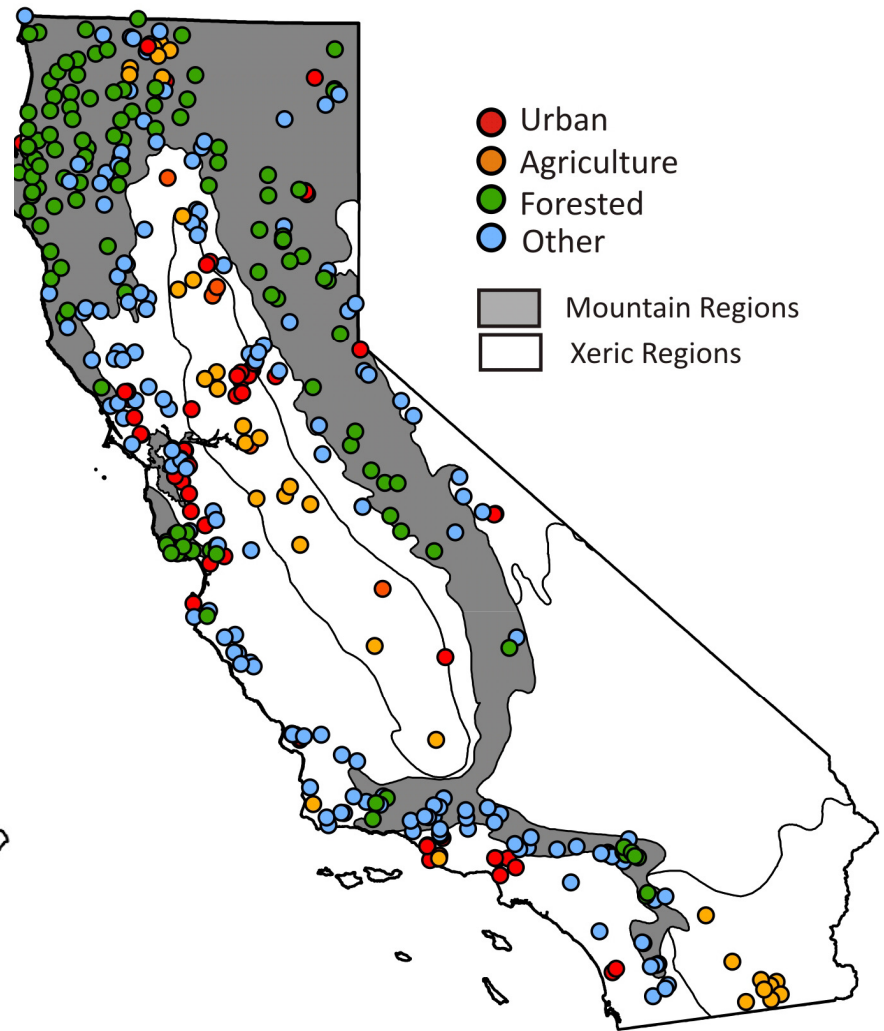 Urban
Agriculture
Forested
Other
Mountain Regions
Xeric Regions